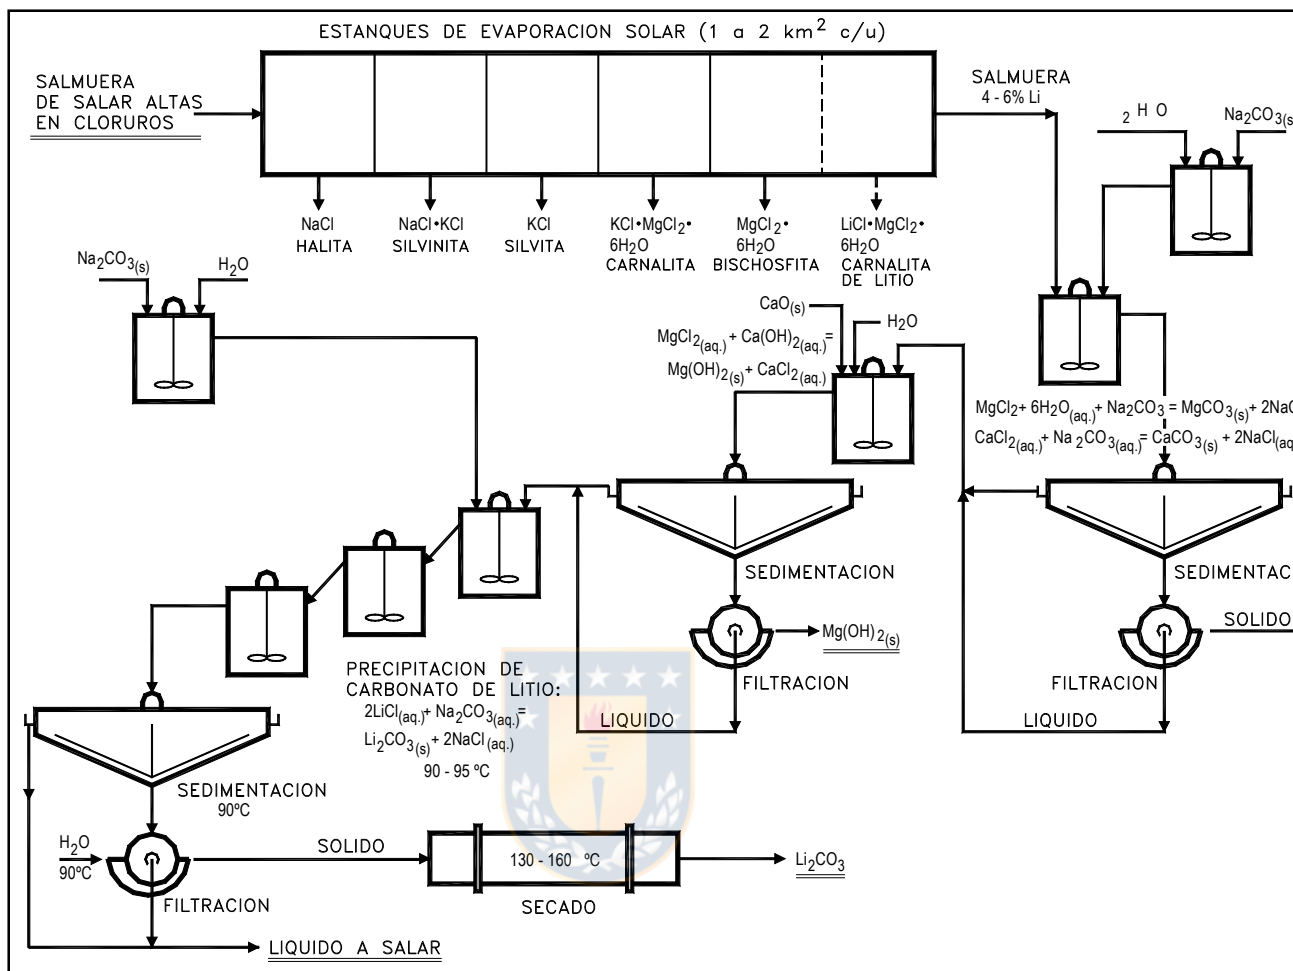 ESTANQUES DE EVAPORACION SOLAR (1 a 2 km² c/u)
SALMUERA
DE SALAR ALTAS
EN CLORUROS
SALMUERA
4 - 6% Li
₂ H O
Na₂CO₃(s
NaCl
HALITA
NaCl•KCl
SILVINITA
KCl
SILVITA
KCl•MgCl₂•
6H₂O
CARNALITA
MgCl₂•
6H₂O
BISCHOSFITA
LiCl•MgCl₂•
6H₂O
CARNALITA
DE LITIO
Na₂CO₃(s)
H₂O
CaO(s)
H₂O
MgCl₂(aq.) + Ca(OH)₂(aq.)=
Mg(OH)₂(s) + CaCl₂(aq.)
MgCl₂+ 6H₂O(aq.) + Na₂CO₃ = MgCO₃(s)+ 2NaC
CaCl₂(aq.)+ Na ₂CO₃(aq.)= CaCO₃(s) + 2NaCl(aq
SEDIMENTACION
SEDIMENTAC
Mg(OH) ₂(s)
SOLIDO
FILTRACION
FILTRACION
LIQUIDO
LIQUIDO
PRECIPITACION DE
CARBONATO DE LITIO:
2LiCl(aq.)+ Na₂CO₃(aq.)=
Li₂CO₃(s) + 2NaCl(aq.)
90 - 95 ºC
SEDIMENTACION
90ºC
H₂O
90ºC
SOLIDO
130 - 160 ºC
Li₂CO₃
FILTRACION
SECADO
LIQUIDO A SALAR